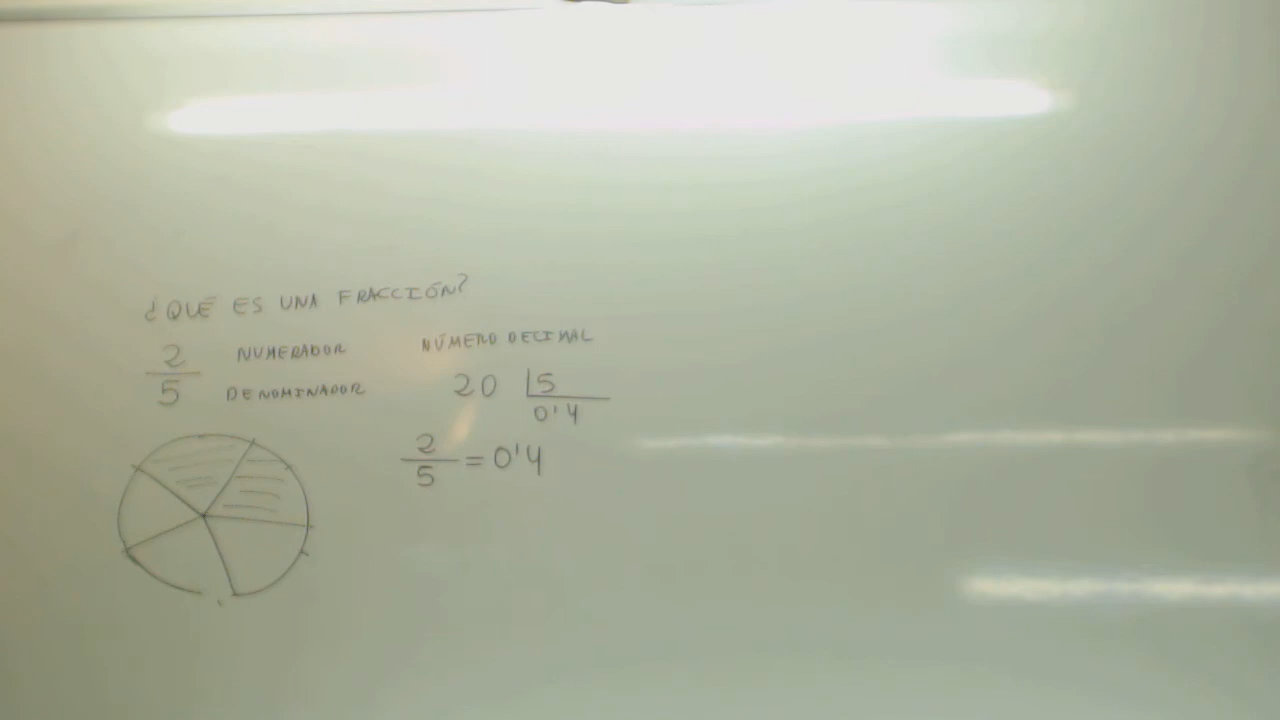 ¿QUÉ ES UNA FRACCIÓN?
2/5 NUMERADOR DENOMINADOR
NÚMERO DECIMAL
20 |5
0'4
2/5 = 0'4